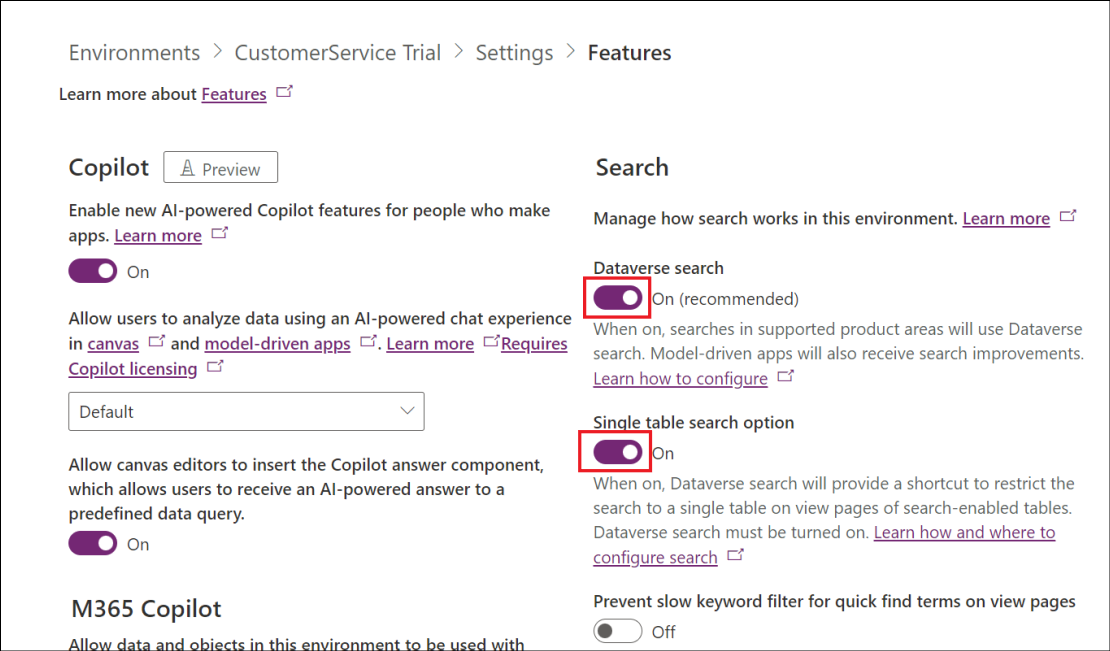 Environments > CustomerService Trial > Settings > Features
Learn more about Features
Copilot
Preview
Enable new AI-powered Copilot features for people who make
apps. Learn more
On
Allow users to analyze data using an AI-powered chat experience
in canvas and model-driven apps . Learn more Requires
Copilot licensing
Default
Allow canvas editors to insert the Copilot answer component,
which allows users to receive an AI-powered answer to a
predefined data query.
On
M365 Copilot
Allow data and objects in this environment to be used with
Search
Manage how search works in this environment. Learn more
Dataverse search
On (recommended)
When on, searches in supported product areas will use Dataverse
search. Model-driven apps will also receive search improvements.
Learn how to configure
Single table search option
On
When on, Dataverse search will provide a shortcut to restrict the
search to a single table on view pages of search-enabled tables.
Dataverse search must be turned on. Learn how and where to
configure search
Prevent slow keyword filter for quick find terms on view pages
Off